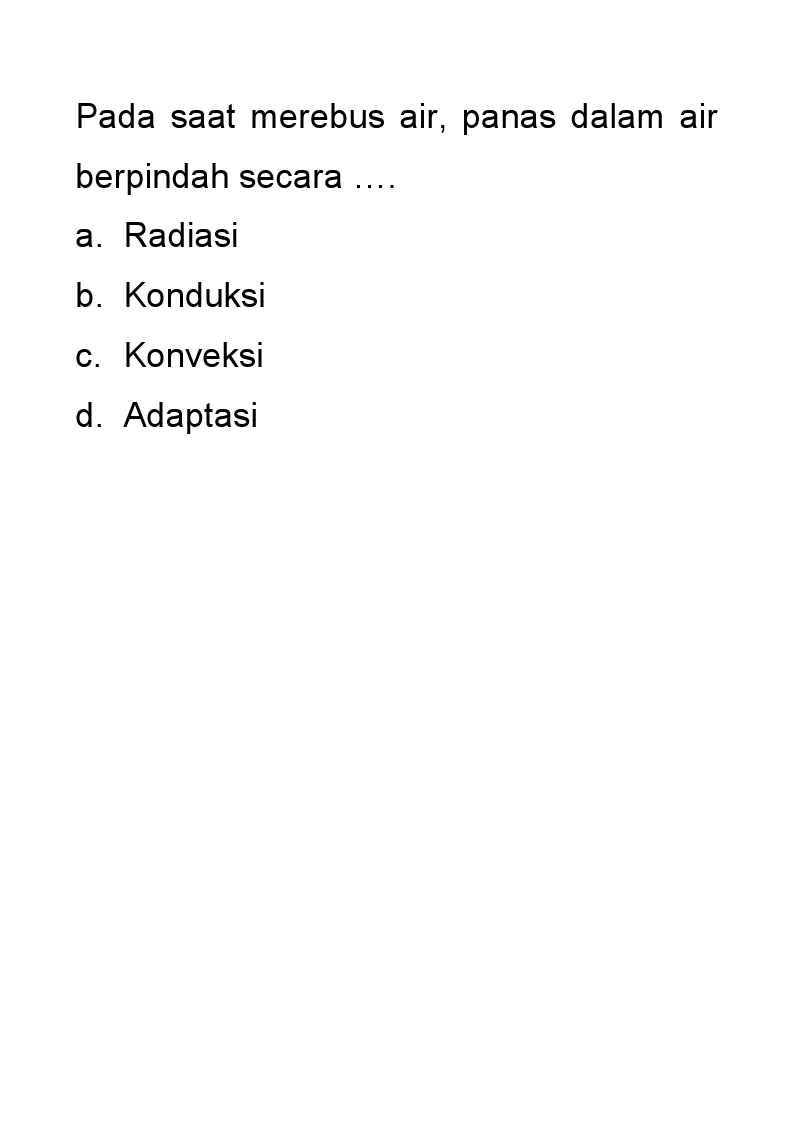 Pada saat merebus air, panas dalam air
berpindah secara ….
a. Radiasi
b. Konduksi
c. Konveksi
d. Adaptasi